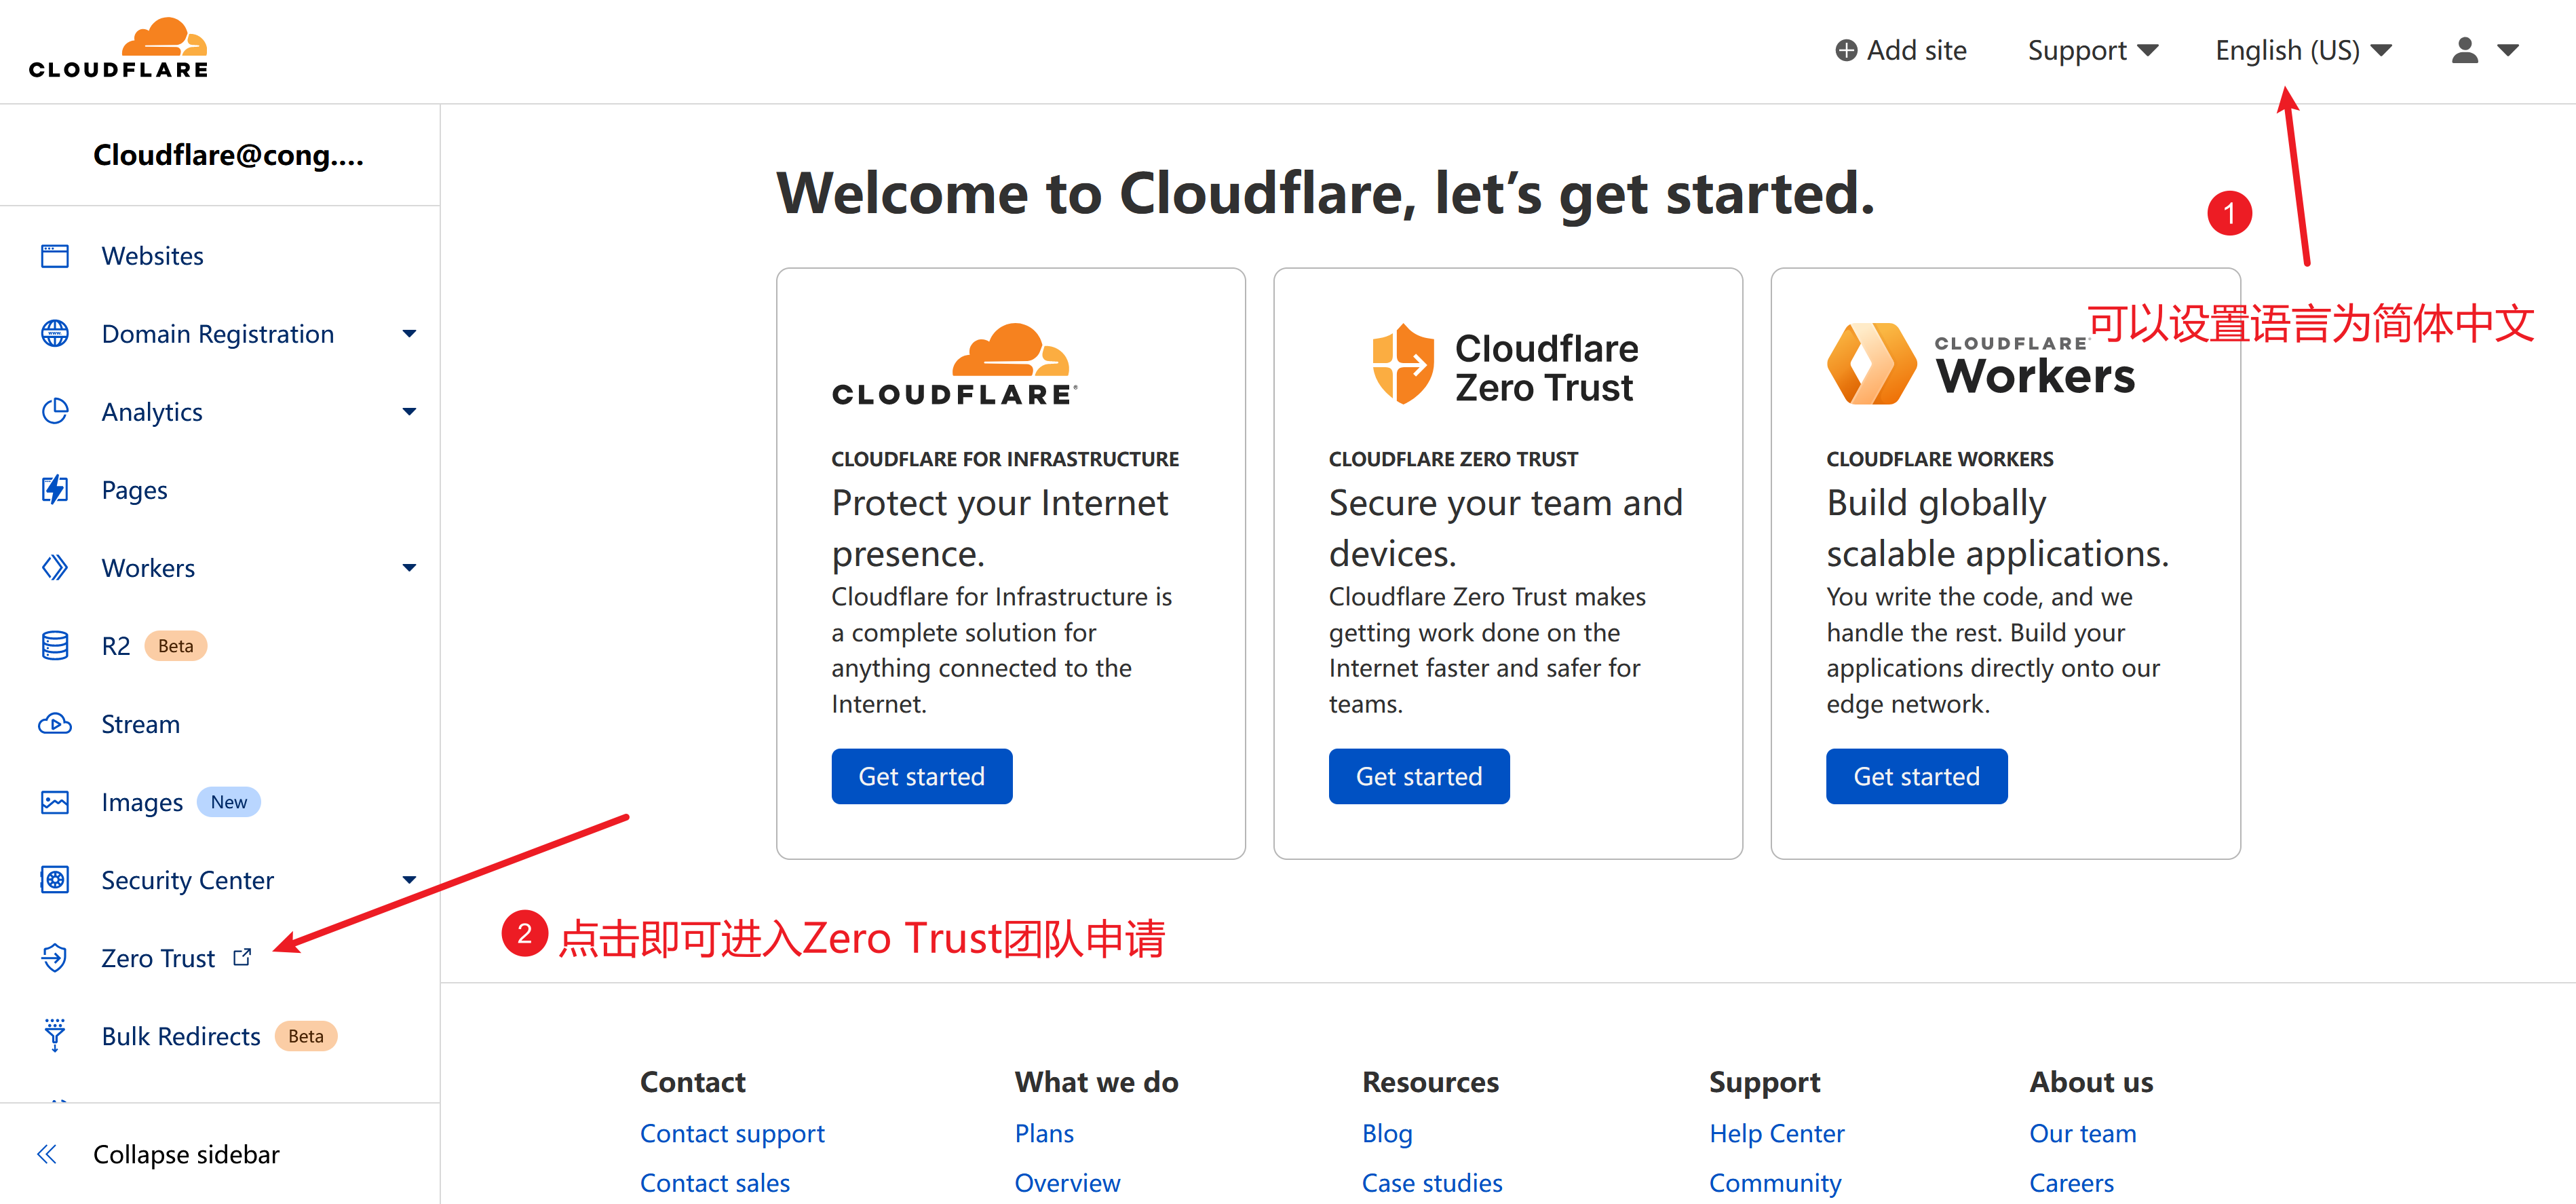 CLOUDFLARE
Add site
Support
English (US)
Cloudflare@cong....
Websites
Domain Registration
Analytics
Pages
Workers
R2 Beta
Stream
Images New
Security Center
Zero Trust
Bulk Redirects Beta
Collapse sidebar
Welcome to Cloudflare, let’s get started.
1
可以设置语言为简体中文
CLOUDFLARE
CLOUDFLARE FOR INFRASTRUCTURE
Protect your Internet
presence.
Cloudflare for Infrastructure is
a complete solution for
anything connected to the
Internet.
Get started
Cloudflare
Zero Trust
CLOUDFLARE ZERO TRUST
Secure your team and
devices.
Cloudflare Zero Trust makes
getting work done on the
Internet faster and safer for
teams.
Get started
CLOUDFLARE
Workers
CLOUDFLARE WORKERS
Build globally
scalable applications.
You write the code, and we
handle the rest. Build your
applications directly onto our
edge network.
Get started
2 点击即可进入Zero Trust团队申请
Contact
Contact support
Contact sales
What we do
Plans
Overview
Resources
Blog
Case studies
Support
Help Center
Community
About us
Our team
Careers